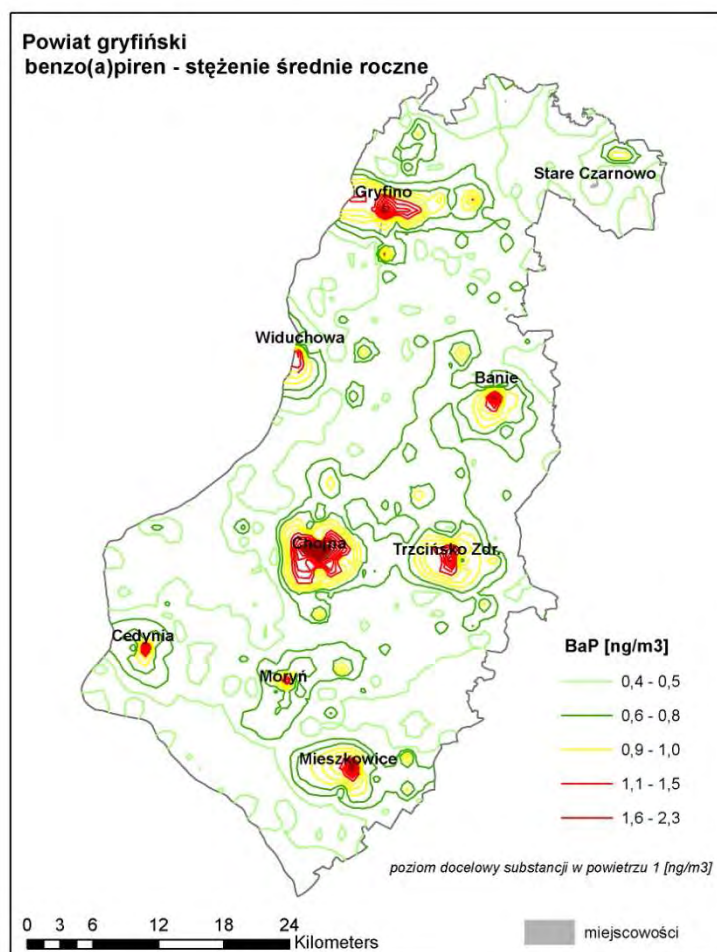 Powiat gryfiński
benzo(a)piren - stężenie średnie roczne
Stare Czarnowo
Gryfino
Widuchowa
Banie
Chojna
Trzcińsko Zdr.
Cedynia
Moryń
Mieszkowice
BaP [ng/m3]
0,4 - 0,5
0,6 - 0,8
0,9 - 1,0
1,1 - 1,5
1,6 - 2,3
poziom docelowy substancji w powietrzu 1 [ng/m3]
0 3 6 12 18 24
Kilometers
miejscowości